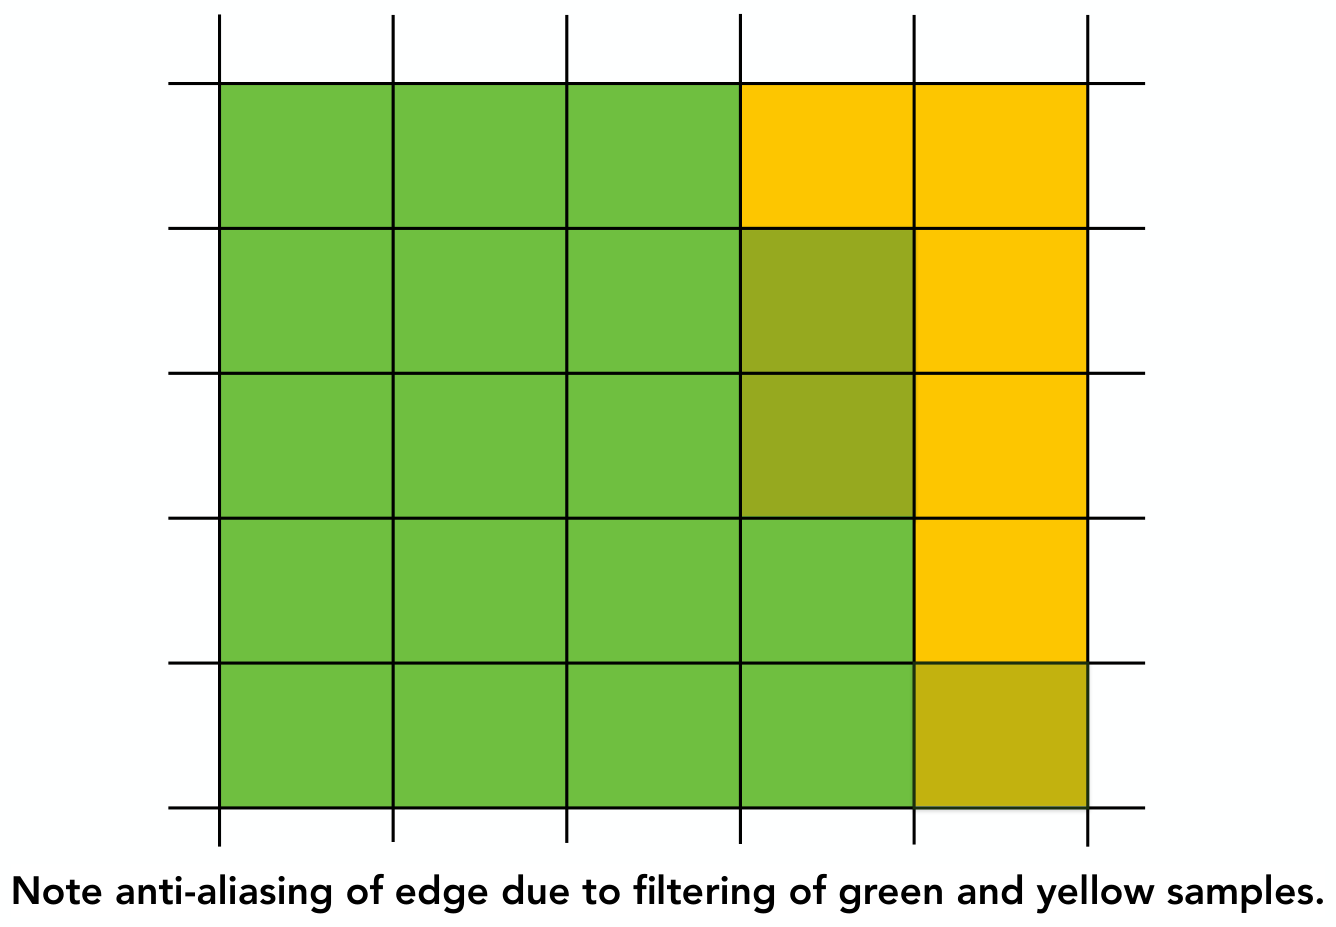 Note anti-aliasing of edge due to filtering of green and yellow samples.